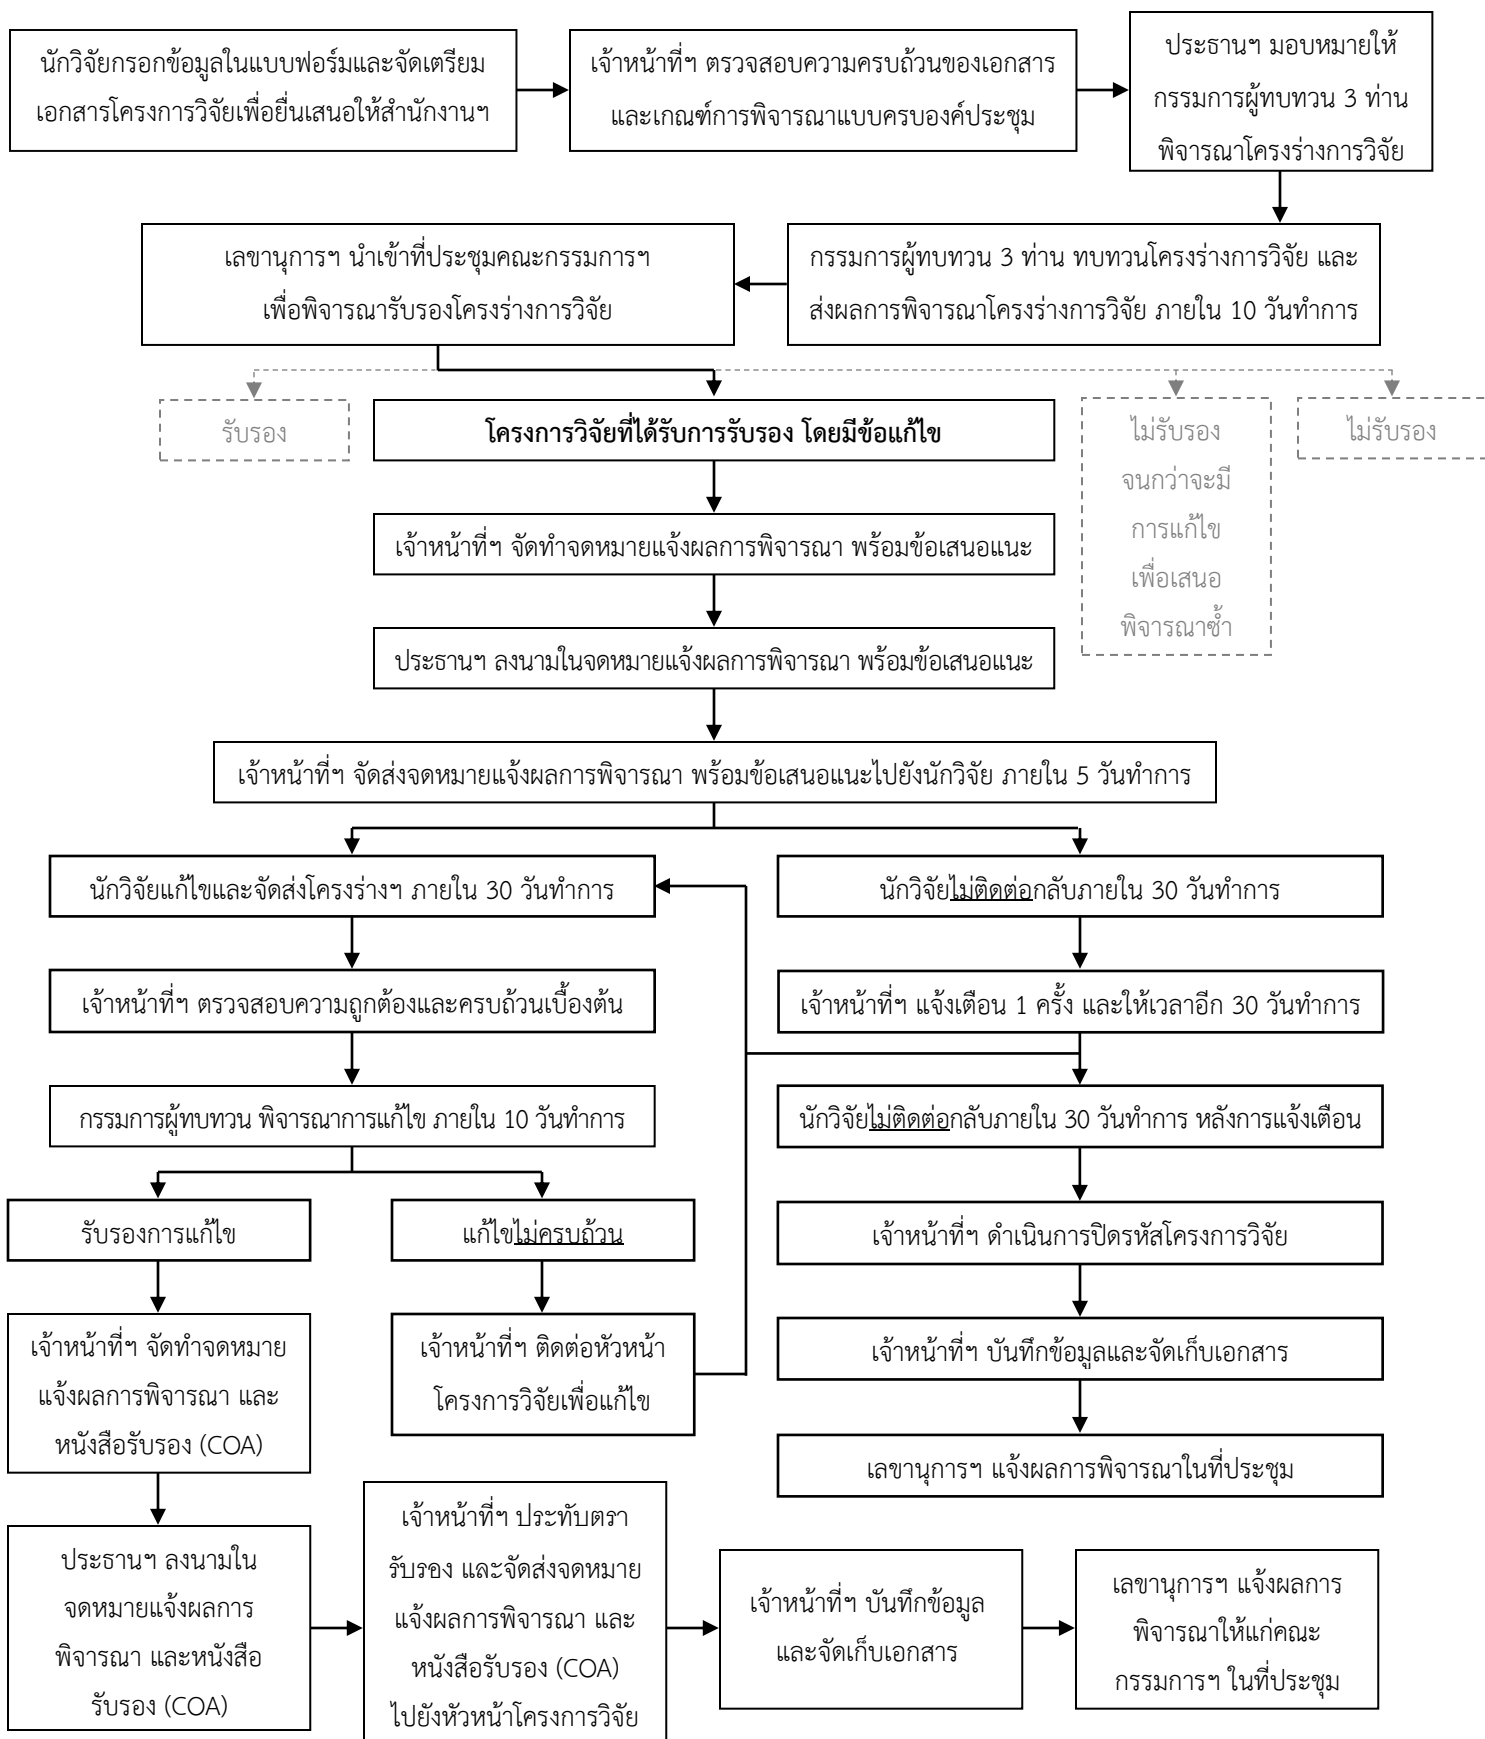 นักวิจัยกรอกข้อมูลในแบบฟอร์มและจัดเตรียม
เอกสารโครงการวิจัยเพื่อยื่นเสนอให้สำนักงานฯ
เจ้าหน้าที่ฯ ตรวจสอบความครบถ้วนของเอกสาร
และเกณฑ์การพิจารณาแบบครบองค์ประชุม
ประธานฯ มอบหมายให้
กรรมการผู้ทบทวน 3 ท่าน
พิจารณาโครงร่างการวิจัย
กรรมการผู้ทบทวน 3 ท่าน ทบทวนโครงร่างการวิจัย และ
ส่งผลการพิจารณาโครงร่างการวิจัย ภายใน 10 วันทำการ
เลขานุการฯ นำเข้าที่ประชุมคณะกรรมการฯ
เพื่อพิจารณารับรองโครงร่างการวิจัย
รับรอง
โครงการวิจัยที่ได้รับการรับรอง โดยมีข้อแก้ไข
ไม่รับรอง
จนกว่าจะมี
การแก้ไข
เพื่อเสนอ
พิจารณาซ้ำ
ไม่รับรอง
เจ้าหน้าที่ฯ จัดทำจดหมายแจ้งผลการพิจารณา พร้อมข้อเสนอแนะ
ประธานฯ ลงนามในจดหมายแจ้งผลการพิจารณา พร้อมข้อเสนอแนะ
เจ้าหน้าที่ฯ จัดส่งจดหมายแจ้งผลการพิจารณา พร้อมข้อเสนอแนะไปยังนักวิจัย ภายใน 5 วันทำการ
นักวิจัยแก้ไขและจัดส่งโครงร่างฯ ภายใน 30 วันทำการ
เจ้าหน้าที่ฯ ตรวจสอบความถูกต้องและครบถ้วนเบื้องต้น
กรรมการผู้ทบทวน พิจารณาการแก้ไข ภายใน 10 วันทำการ
รับรองการแก้ไข
แก้ไขไม่ครบถ้วน
เจ้าหน้าที่ฯ ติดต่อหัวหน้า
โครงการวิจัยเพื่อแก้ไข
นักวิจัยไม่ติดต่อกลับภายใน 30 วันทำการ
เจ้าหน้าที่ฯ แจ้งเตือน 1 ครั้ง และให้เวลาอีก 30 วันทำการ
นักวิจัยไม่ติดต่อกลับภายใน 30 วันทำการ หลังการแจ้งเตือน
เจ้าหน้าที่ฯ ดำเนินการปิดรหัสโครงการวิจัย
เจ้าหน้าที่ฯ บันทึกข้อมูลและจัดเก็บเอกสาร
เลขานุการฯ แจ้งผลการพิจารณาในที่ประชุม
เจ้าหน้าที่ฯ จัดทำจดหมาย
แจ้งผลการพิจารณา และ
หนังสือรับรอง (COA)
ประธานฯ ลงนามใน
จดหมายแจ้งผลการ
พิจารณา และหนังสือ
รับรอง (COA)
เจ้าหน้าที่ฯ ประทับตรา
รับรอง และจัดส่งจดหมาย
แจ้งผลการพิจารณา และ
หนังสือรับรอง (COA)
ไปยังหัวหน้าโครงการวิจัย
เจ้าหน้าที่ฯ บันทึกข้อมูล
และจัดเก็บเอกสาร
เลขานุการฯ แจ้งผลการ
พิจารณาให้แก่คณะ
กรรมการฯ ในที่ประชุม